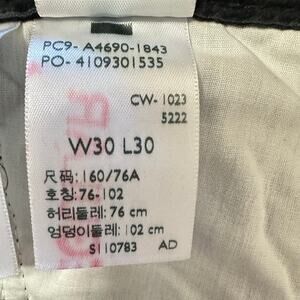 PC9- A4690-1843
PO- 4109301535
CW-1023
5222
W30 L30
尺码: 160/76A
호칭: 76-102
허리둘레: 76 cm
엉덩이둘레: 102 cm
S110783 AD